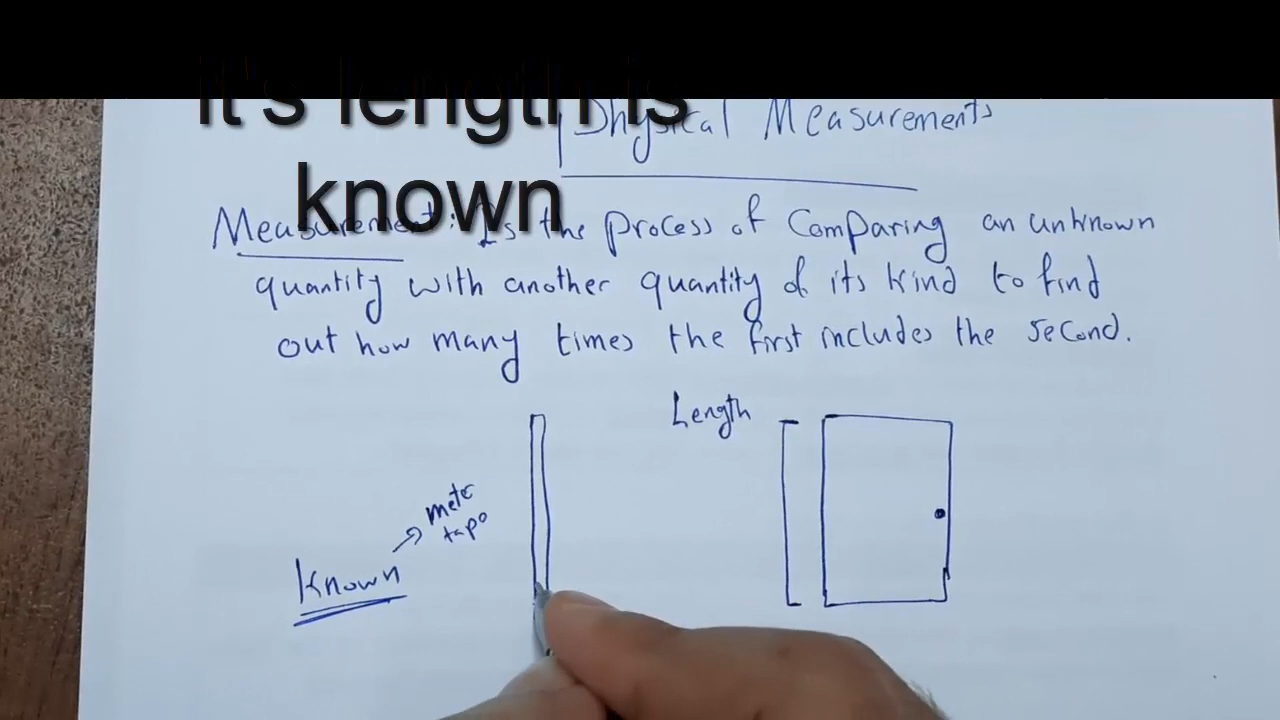 it's length is
known
Physical Measurements
Measurement: Is the process of Comparing an unknown
quantity with another quantity of its kind to find
out how many times the first includes the second.
Length
meter
tape
Known